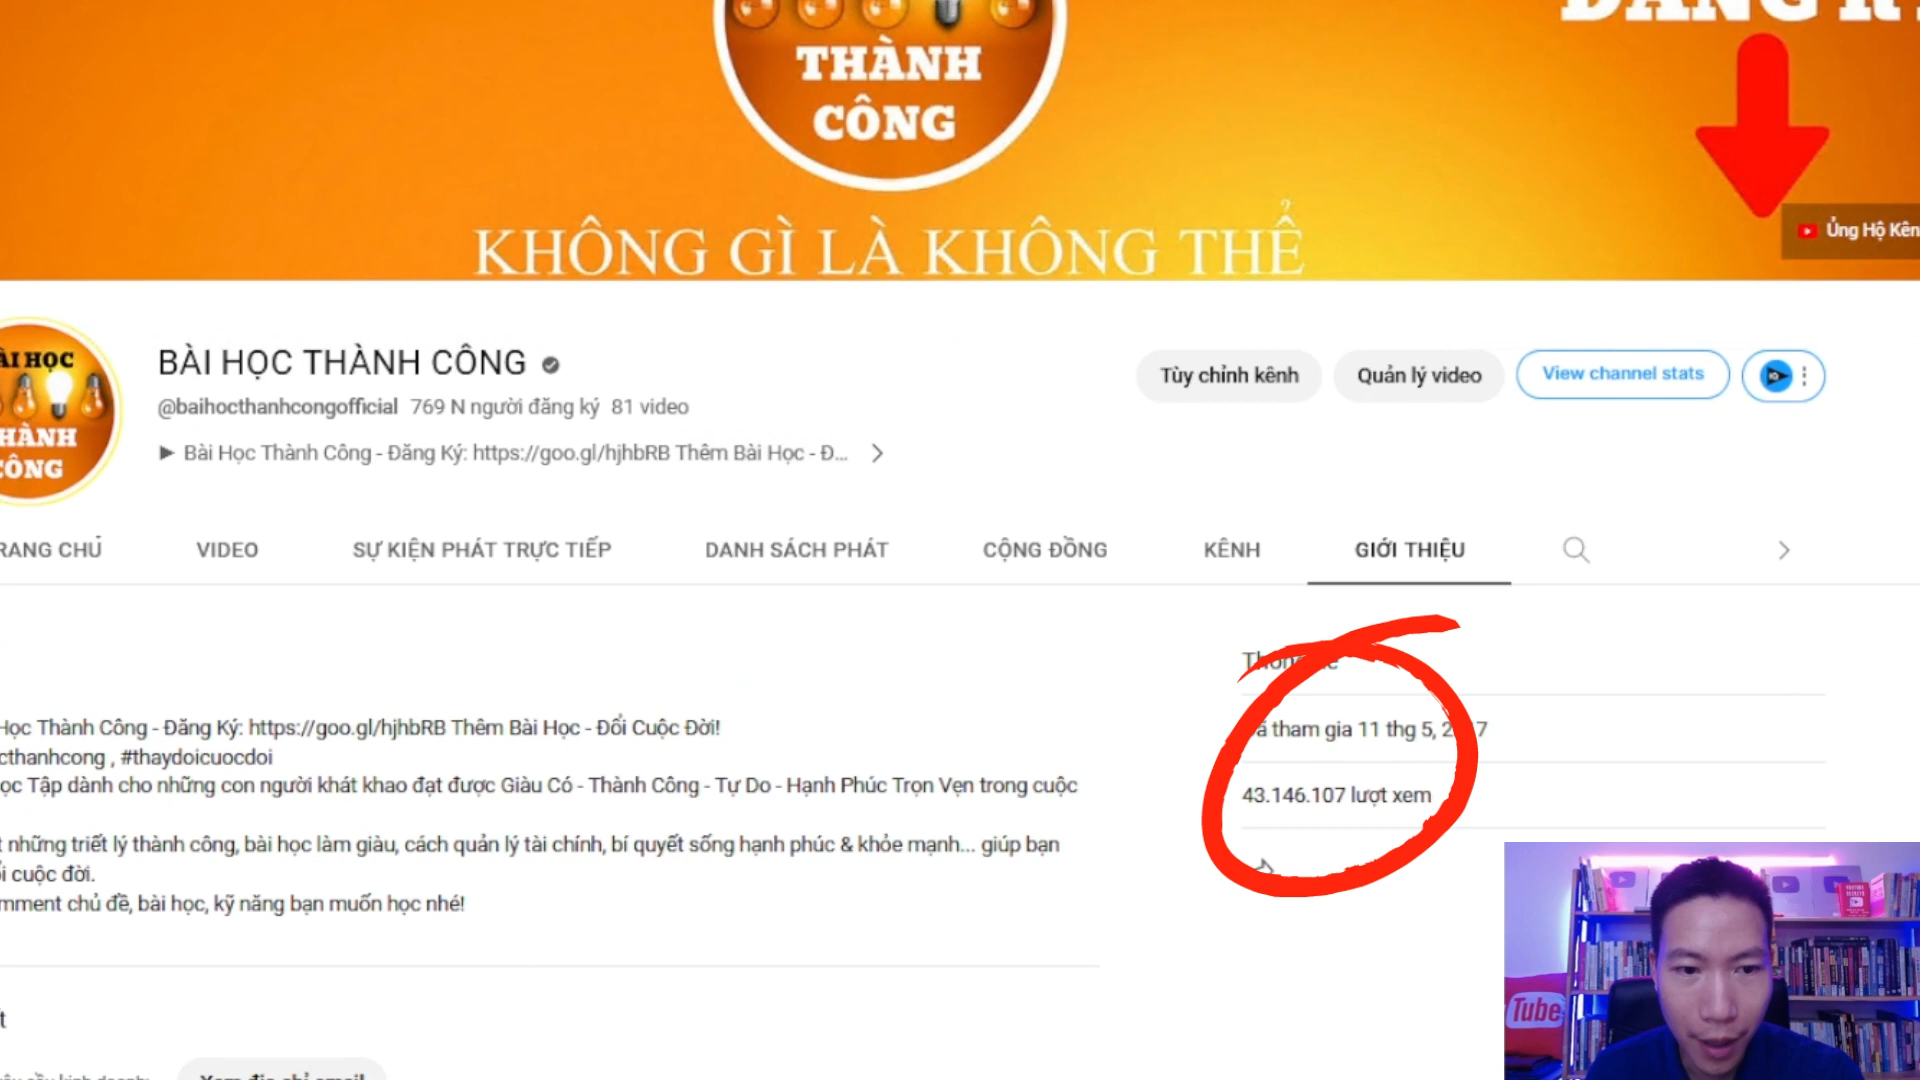 ĐĂNG K
THÀNH
CÔNG
KHÔNG GÌ LÀ KHÔNG THỂ
Ủng Hộ Kên
ÀI HỌC
HÀNH
CÔNG
BÀI HỌC THÀNH CÔNG
@baihocthanhcongofficial 769 N người đăng ký 81 video
Bài Học Thành Công - Đăng Ký: https://goo.gl/hjhbRB Thêm Bài Học - Đ...
Tùy chỉnh kênh
Quản lý video
View channel stats
RANG CHỦ
VIDEO
SỰ KIỆN PHÁT TRỰC TIẾP
DANH SÁCH PHÁT
CỘNG ĐỒNG
KÊNH
GIỚI THIỆU
Học Thành Công - Đăng Ký: https://goo.gl/hjhbRB Thêm Bài Học - Đổi Cuộc Đời!
cthanhcong , #thaydoicuocdoi
ọc Tập dành cho những con người khát khao đạt được Giàu Có - Thành Công - Tự Do - Hạnh Phúc Trọn Vẹn trong cuộc
t những triết lý thành công, bài học làm giàu, cách quản lý tài chính, bí quyết sống hạnh phúc & khỏe mạnh... giúp bạn
i cuộc đời.
mment chủ đề, bài học, kỹ năng bạn muốn học nhé!
tham gia 11 thg 5,
43.146.107 lượt xem
Tube